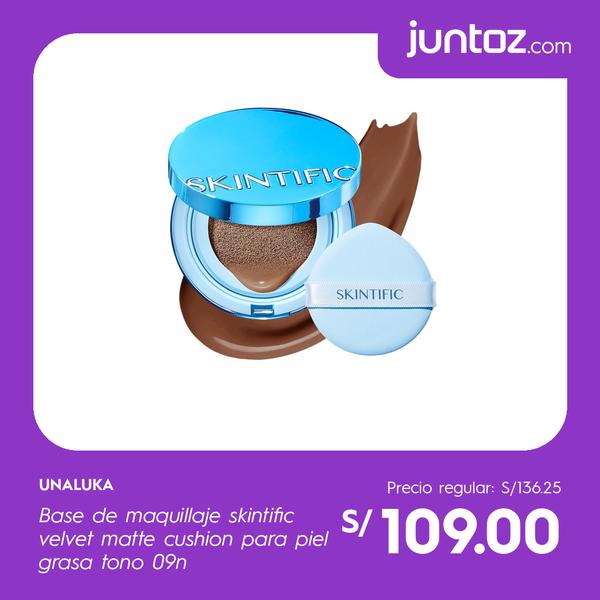 juntoz.com
SKINTIFIC
SKINTIFIC
UNALUKA
Base de maquillaje skintific
velvet matte cushion para piel
grasa tono 09n
Precio regular: S/136.25
S/109.00